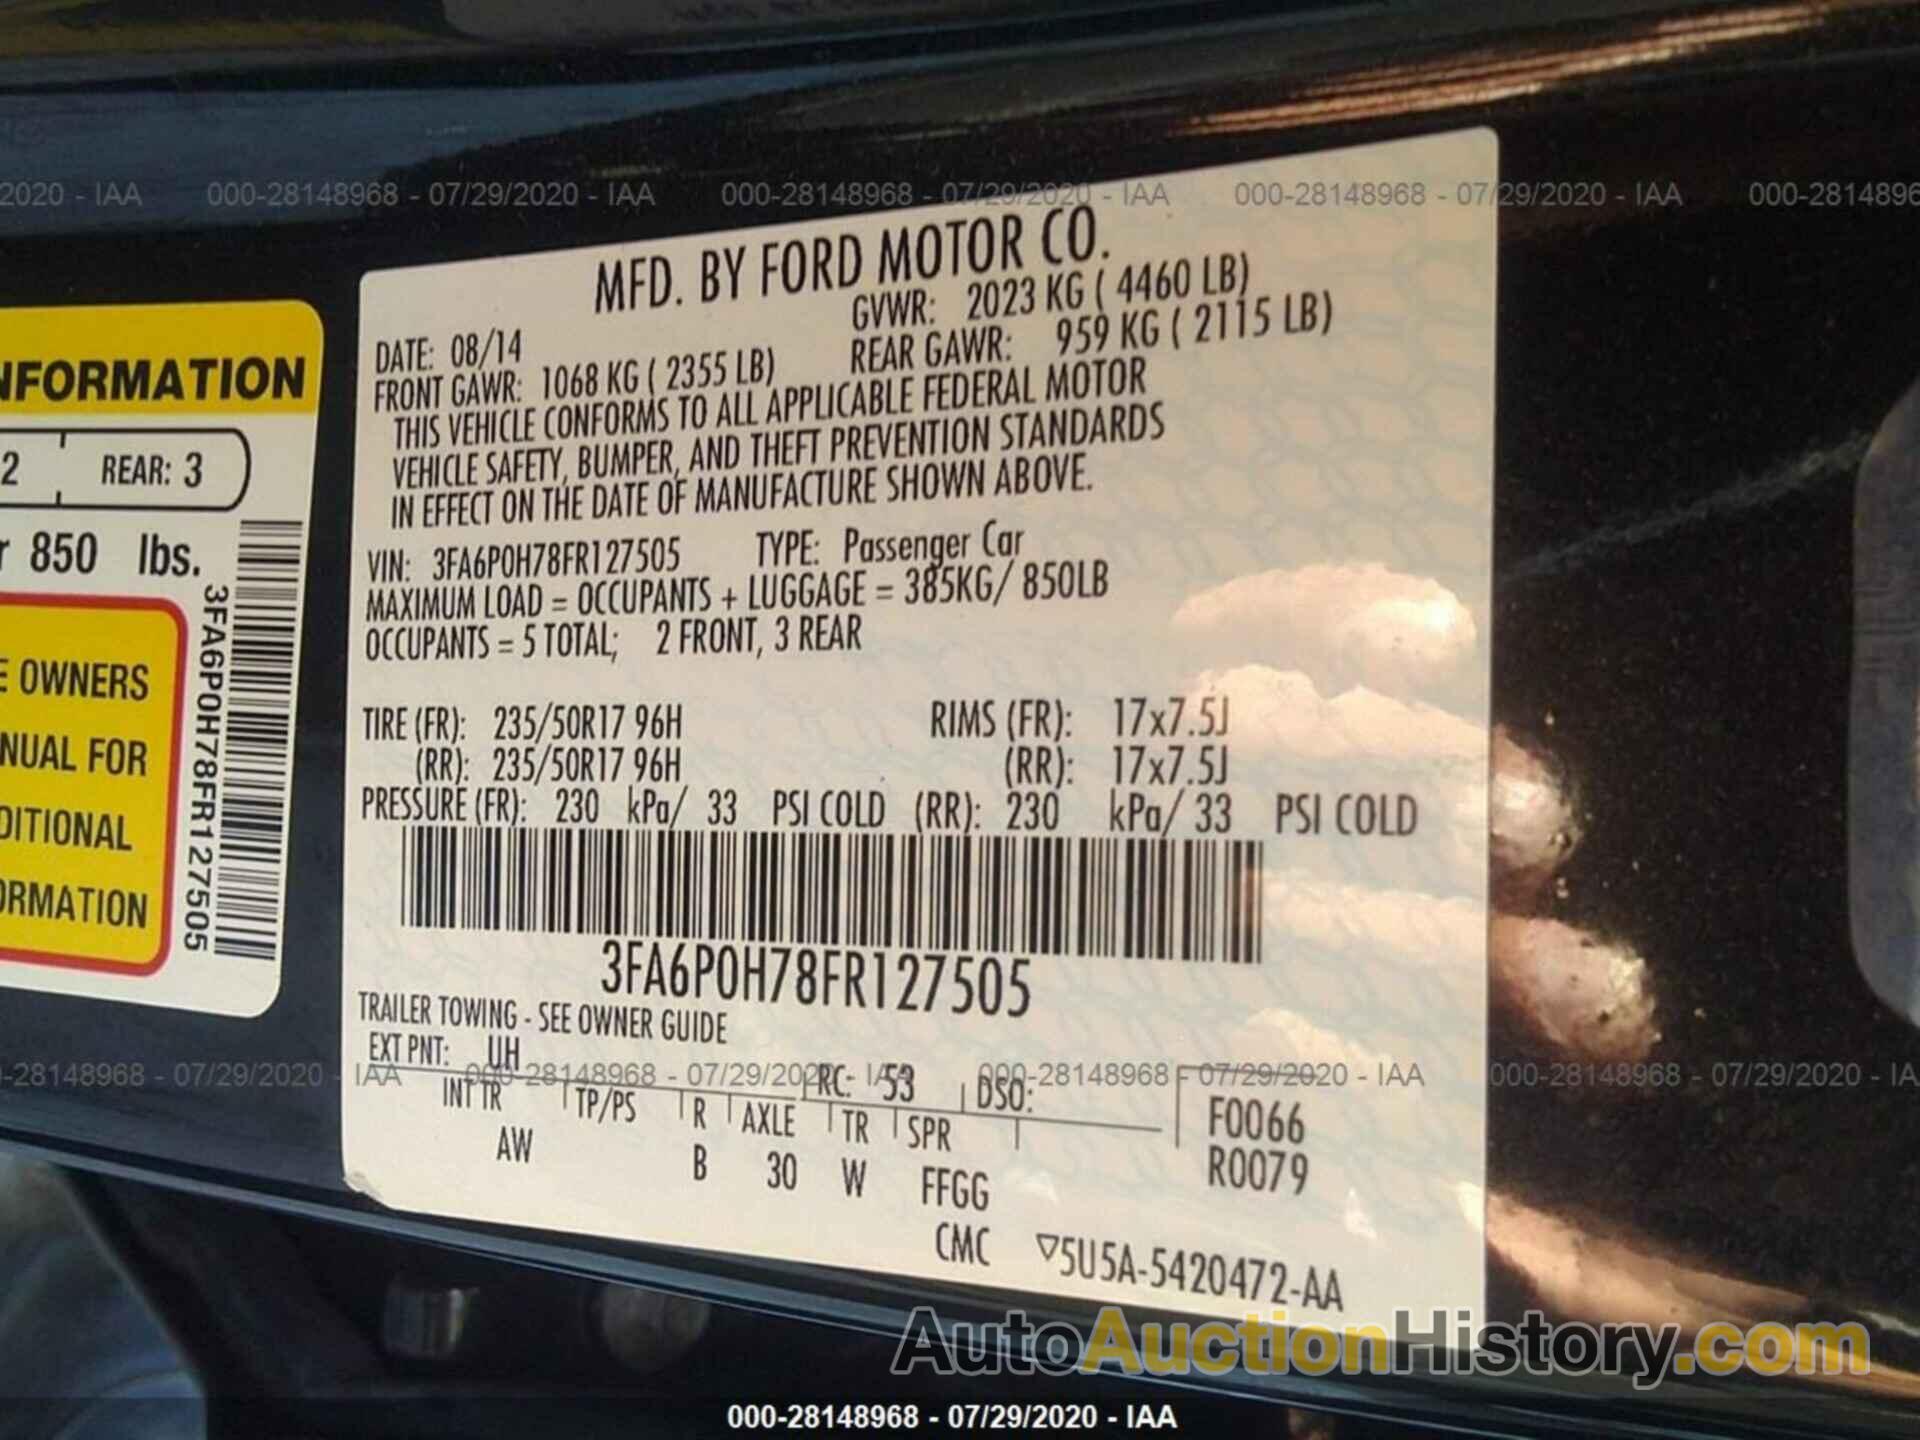 2020 - IAA 000-28148968 - 07/29/2020 - IAA 000-28148968 - 07/29/2020 - IAA 000-28148968 - 07/29/2020 - IAA 000-2814896
MFD. BY FORD MOTOR CO.
DATE: 08/14 GVWR: 2023 KG ( 4460 LB)
FRONT GAWR: 1068 KG ( 2355 LB) REAR GAWR: 959 KG ( 2115 LB)
THIS VEHICLE CONFORMS TO ALL APPLICABLE FEDERAL MOTOR
VEHICLE SAFETY, BUMPER, AND THEFT PREVENTION STANDARDS
IN EFFECT ON THE DATE OF MANUFACTURE SHOWN ABOVE.
VIN: 3FA6P0H78FR127505 TYPE: Passenger Car
MAXIMUM LOAD = OCCUPANTS + LUGGAGE = 385KG/ 850LB
OCCUPANTS = 5 TOTAL; 2 FRONT, 3 REAR
TIRE (FR): 235/50R17 96H RIMS (FR): 17x7.5J
(RR): 235/50R17 96H (RR): 17x7.5J
PRESSURE (FR): 230 kPa/ 33 PSI COLD (RR): 230 kPa/ 33 PSI COLD
3FA6P0H78FR127505
TRAILER TOWING - SEE OWNER GUIDE
EXT PNT: UH RC: 53 DSO:
INT TR TP/PS R AXLE TR SPR F0066
AW B 30 W FFGG R0079
CMC ▽5U5A-5420472-AA
NFORMATION
2 REAR: 3
r 850 lbs.
E OWNERS
NUAL FOR
DITIONAL
ORMATION
3FA6P0H78FR127505
-28148968 - 07/29/2020 - IAA 000-28148968 - 07/29/2020 - IAA 000-28148968 - 07/29/2020 - IAA 000-28148968 - 07/29/2020 - IA
AutoAuctionHistory.com
000-28148968 - 07/29/2020 - IAA